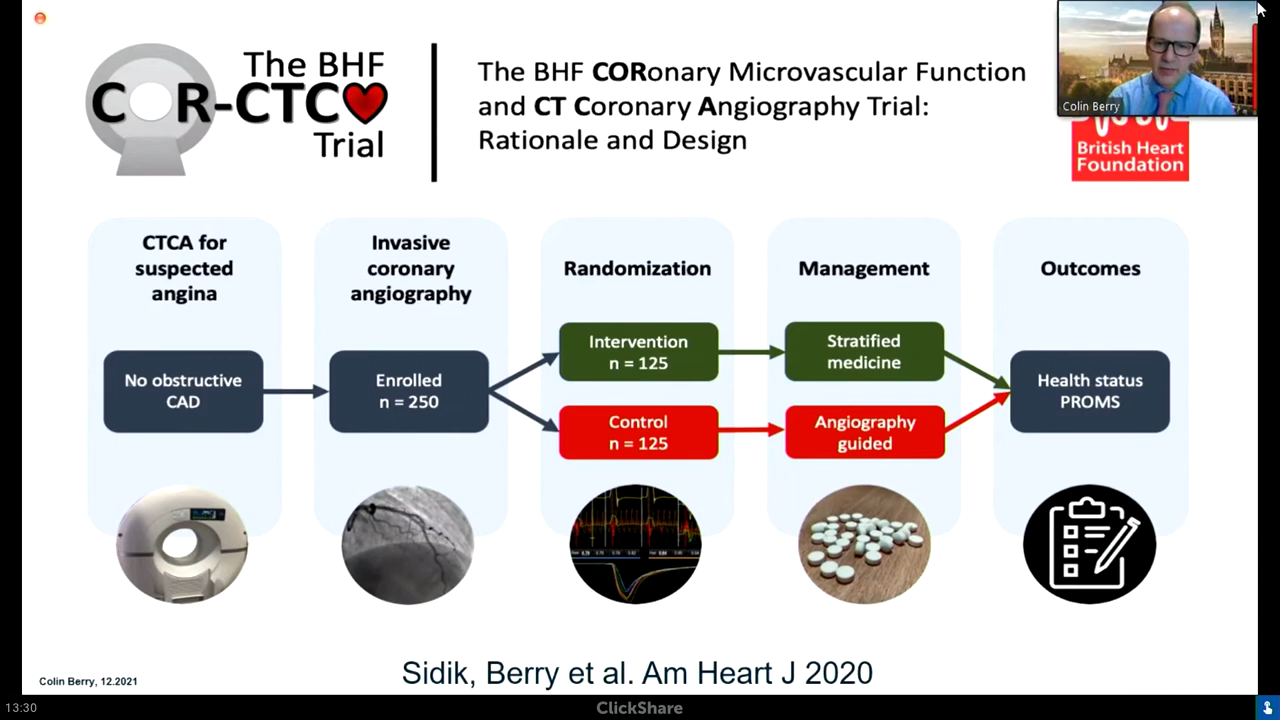 The BHF
COR-CTC
Trial
The BHF CORonary Microvascular Function
and CT Coronary Angiography Trial:
Rationale and Design
Colin Berry
British Heart
Foundation
CTCA for
suspected
angina
Invasive
coronary
angiography
Randomization
Management
Outcomes
No obstructive
CAD
Enrolled
n = 250
Intervention
n = 125
Control
n = 125
Stratified
medicine
Angiography
guided
Health status
PROMS
Sidik, Berry et al. Am Heart J 2020
Colin Berry, 12.2021
13:30
ClickShare